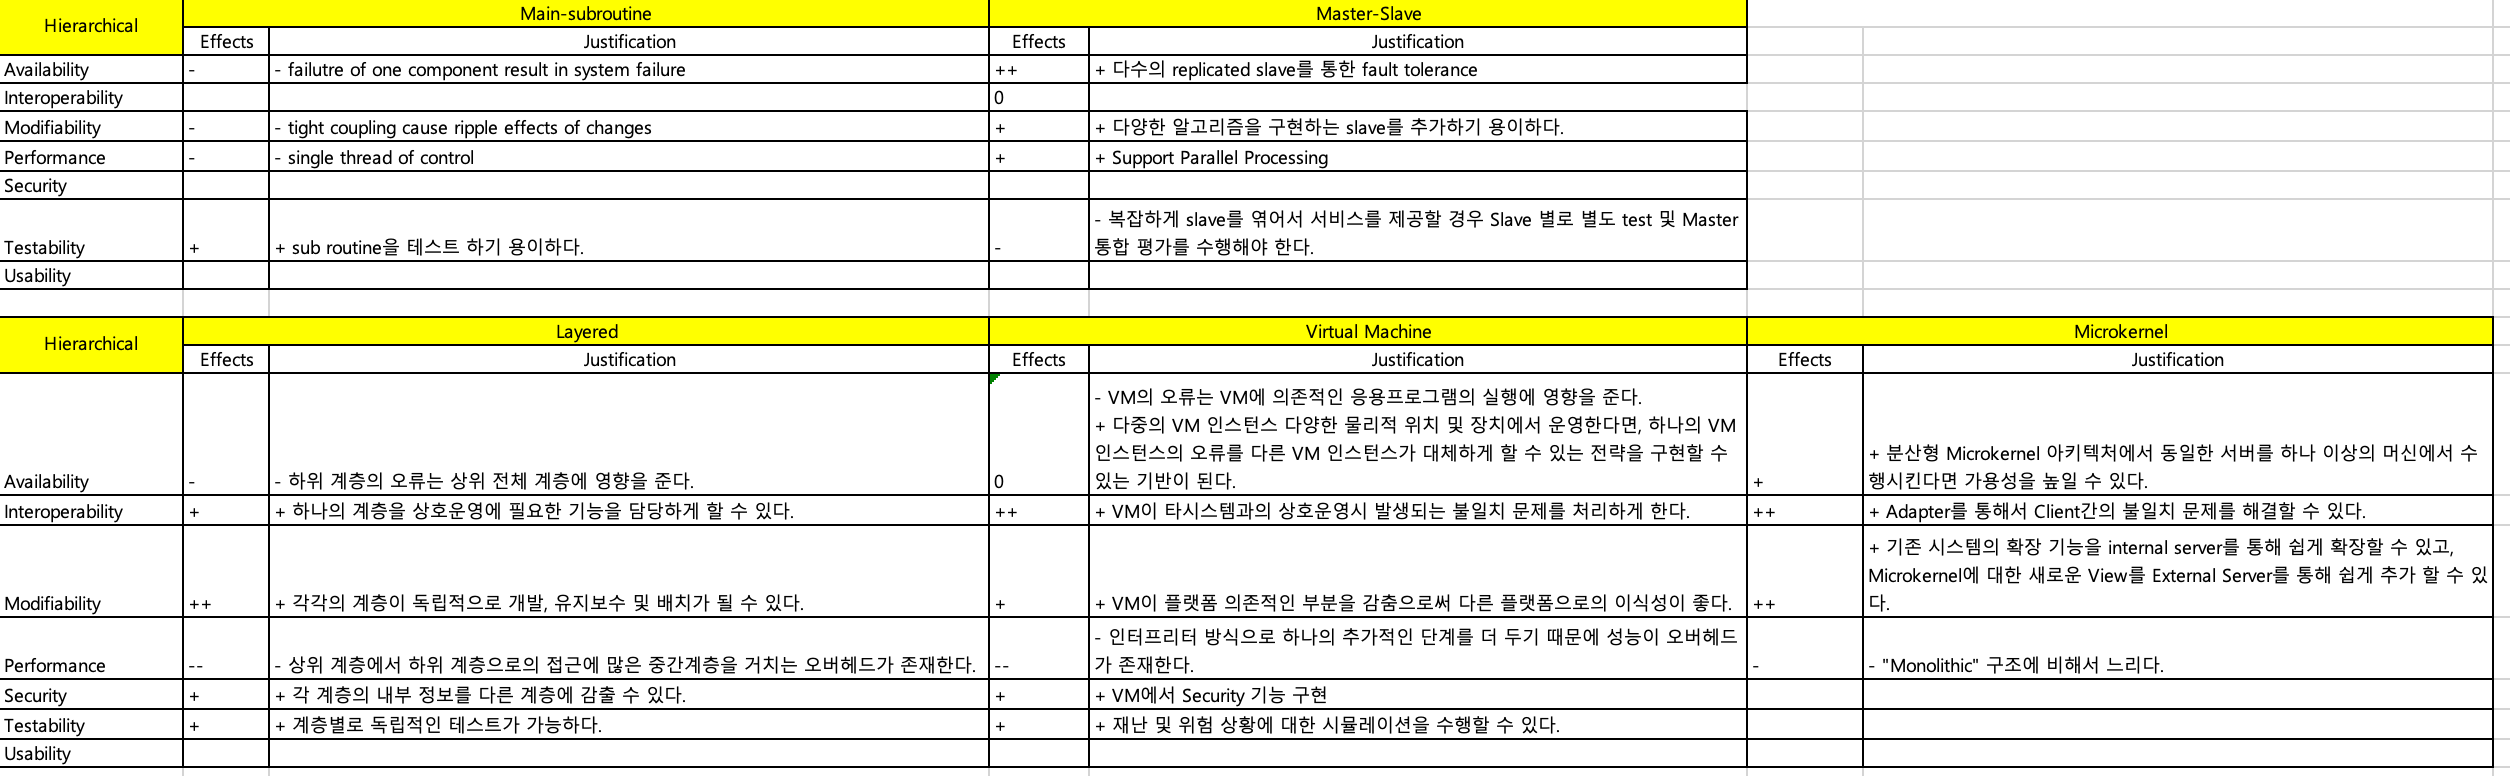 Hierarchical Main-subroutine Master-Slave
Effects Justification Effects Justification
Availability - - failutre of one component result in system failure ++ + 다수의 replicated slave를 통한 fault tolerance
Interoperability 0
Modifiability - - tight coupling cause ripple effects of changes + + 다양한 알고리즘을 구현하는 slave를 추가하기 용이하다.
Performance - - single thread of control + + Support Parallel Processing
Security
- 복잡하게 slave를 엮어서 서비스를 제공할 경우 Slave 별로 별도 test 및 Master
Testability + + sub routine을 테스트 하기 용이하다. - 통합 평가를 수행해야 한다.
Usability
Hierarchical Layered Virtual Machine Microkernel
Effects Justification Effects Justification Effects Justification
- VM의 오류는 VM에 의존적인 응용프로그램의 실행에 영향을 준다.
+ 다중의 VM 인스턴스 다양한 물리적 위치 및 장치에서 운영한다면, 하나의 VM
인스턴스의 오류를 다른 VM 인스턴스가 대체하게 할 수 있는 전략을 구현할 수 + 분산형 Microkernel 아키텍처에서 동일한 서버를 하나 이상의 머신에서 수
Availability - - 하위 계층의 오류는 상위 전체 계층에 영향을 준다. 0 있는 기반이 된다. + 행시킨다면 가용성을 높일 수 있다.
Interoperability + + 하나의 계층을 상호운영에 필요한 기능을 담당하게 할 수 있다. ++ + VM이 타시스템과의 상호운영시 발생되는 불일치 문제를 처리하게 한다. ++ + Adapter를 통해서 Client간의 불일치 문제를 해결할 수 있다.
+ 기존 시스템의 확장 기능을 internal server를 통해 쉽게 확장할 수 있고,
Microkernel에 대한 새로운 View를 External Server를 통해 쉽게 추가 할 수 있
Modifiability ++ + 각각의 계층이 독립적으로 개발, 유지보수 및 배치가 될 수 있다. + + VM이 플랫폼 의존적인 부분을 감춤으로써 다른 플랫폼으로의 이식성이 좋다. ++ 다.
- 인터프리터 방식으로 하나의 추가적인 단계를 더 두기 때문에 성능이 오버헤드
Performance -- - 상위 계층에서 하위 계층으로의 접근에 많은 중간계층을 거치는 오버헤드가 존재한다. -- 가 존재한다. - - "Monolithic" 구조에 비해서 느리다.
Security + + 각 계층의 내부 정보를 다른 계층에 감출 수 있다. + + VM에서 Security 기능 구현
Testability + + 계층별로 독립적인 테스트가 가능하다. + + 재난 및 위험 상황에 대한 시뮬레이션을 수행할 수 있다.
Usability